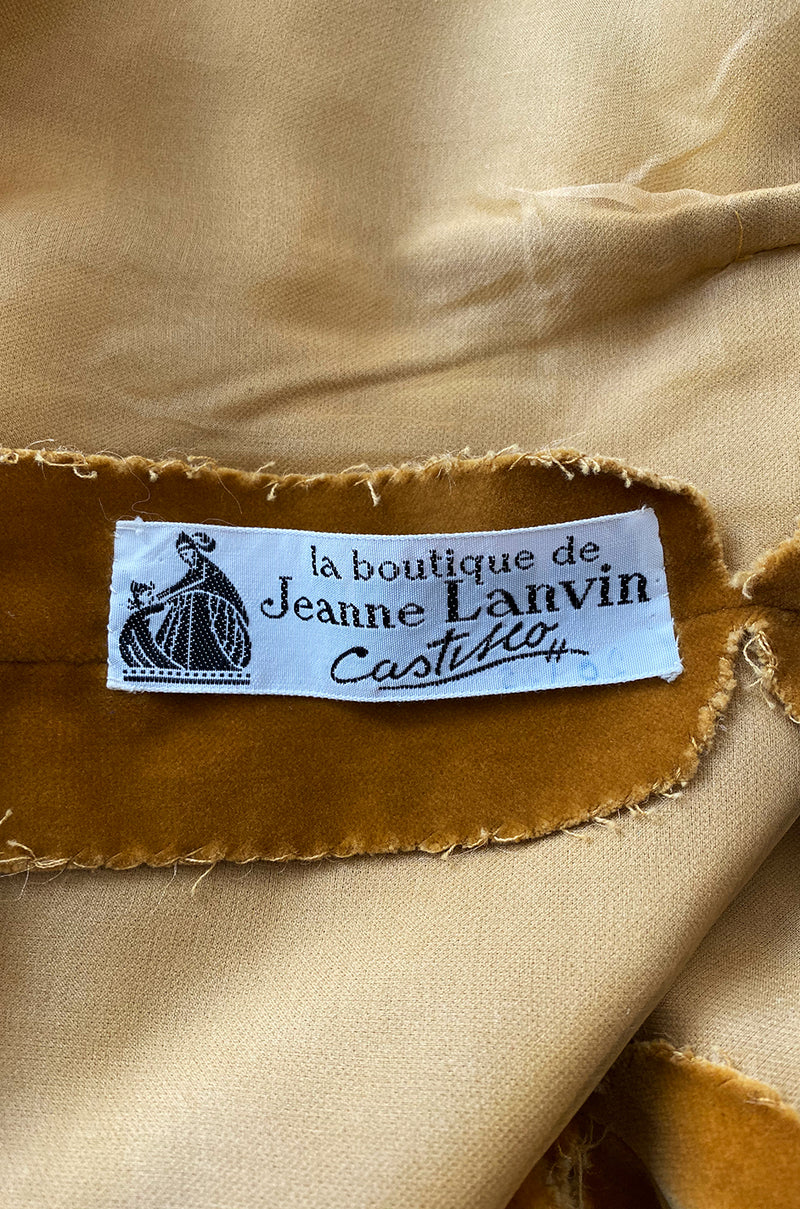 la boutique de
Jeanne Lanvin
Castillo